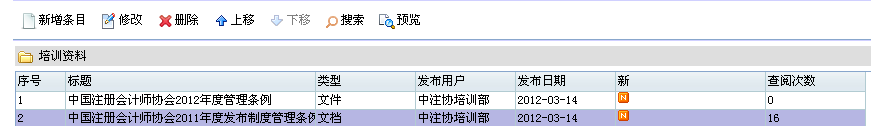 新增条目 修改 删除 上移 下移 搜索 预览
培训资料
序号 标题 类型 发布用户 发布日期 新 查阅次数
1 中国注册会计师协会2012年度管理条例 文件 中注协培训部 2012-03-14 N 0
2 中国注册会计师协会2011年度发布制度管理条例 文档 中注协培训部 2012-03-14 N 16